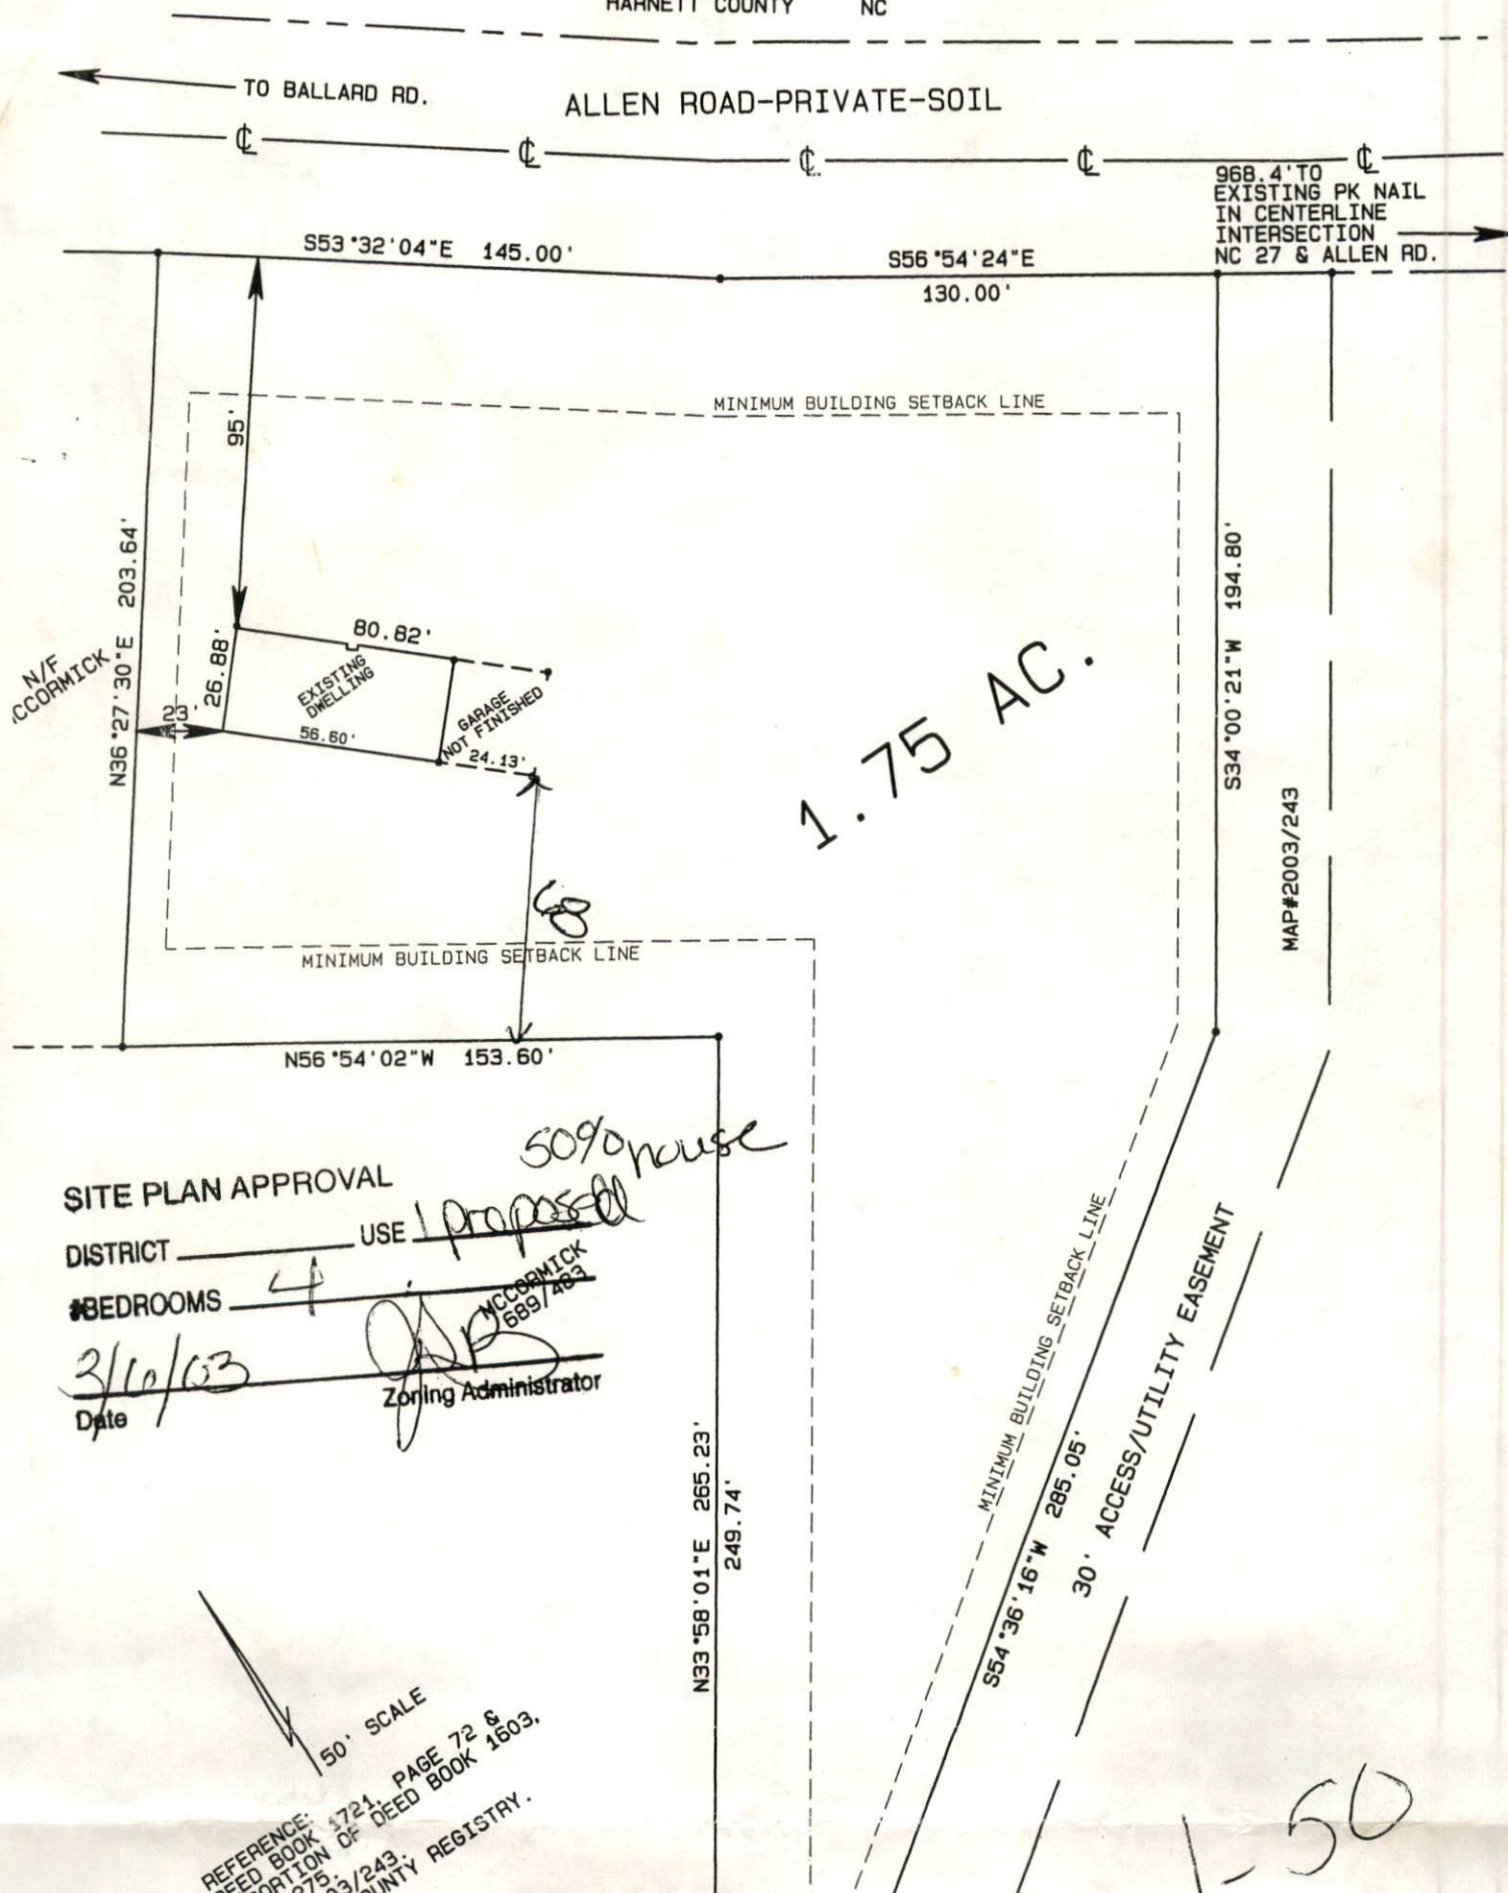 HARNETT COUNTY NC
TO BALLARD RD.
ALLEN ROAD-PRIVATE-SOIL
℄ ℄ ℄ ℄ ℄
968.4'TO
EXISTING PK NAIL
IN CENTERLINE
INTERSECTION
NC 27 & ALLEN RD.
S53°32'04"E 145.00'
S56°54'24"E
130.00'
MINIMUM BUILDING SETBACK LINE
95'
N36°27'30"E 203.64'
N/F
CCORMICK
80.82'
26.88'
EXISTING
DWELLING
GARAGE
NOT FINISHED
23'
56.60'
24.13'
1.75 AC.
S34°00'21"W 194.80'
MAP#2003/243
MINIMUM BUILDING SETBACK LINE
N56°54'02"W 153.60'
50% house
SITE PLAN APPROVAL
DISTRICT USE proposed
#BEDROOMS 4
MCCORMICK
689/483
Date
Zoning Administrator
N33°58'01"E 265.23'
249.74'
MINIMUM BUILDING SETBACK LINE
S54°36'16"W 285.05'
30' ACCESS/UTILITY EASEMENT
50' SCALE
REFERENCE:
DEED BOOK 1721, PAGE 72 &
PORTION OF DEED BOOK 1603,
275.
03/243.
COUNTY REGISTRY.
50